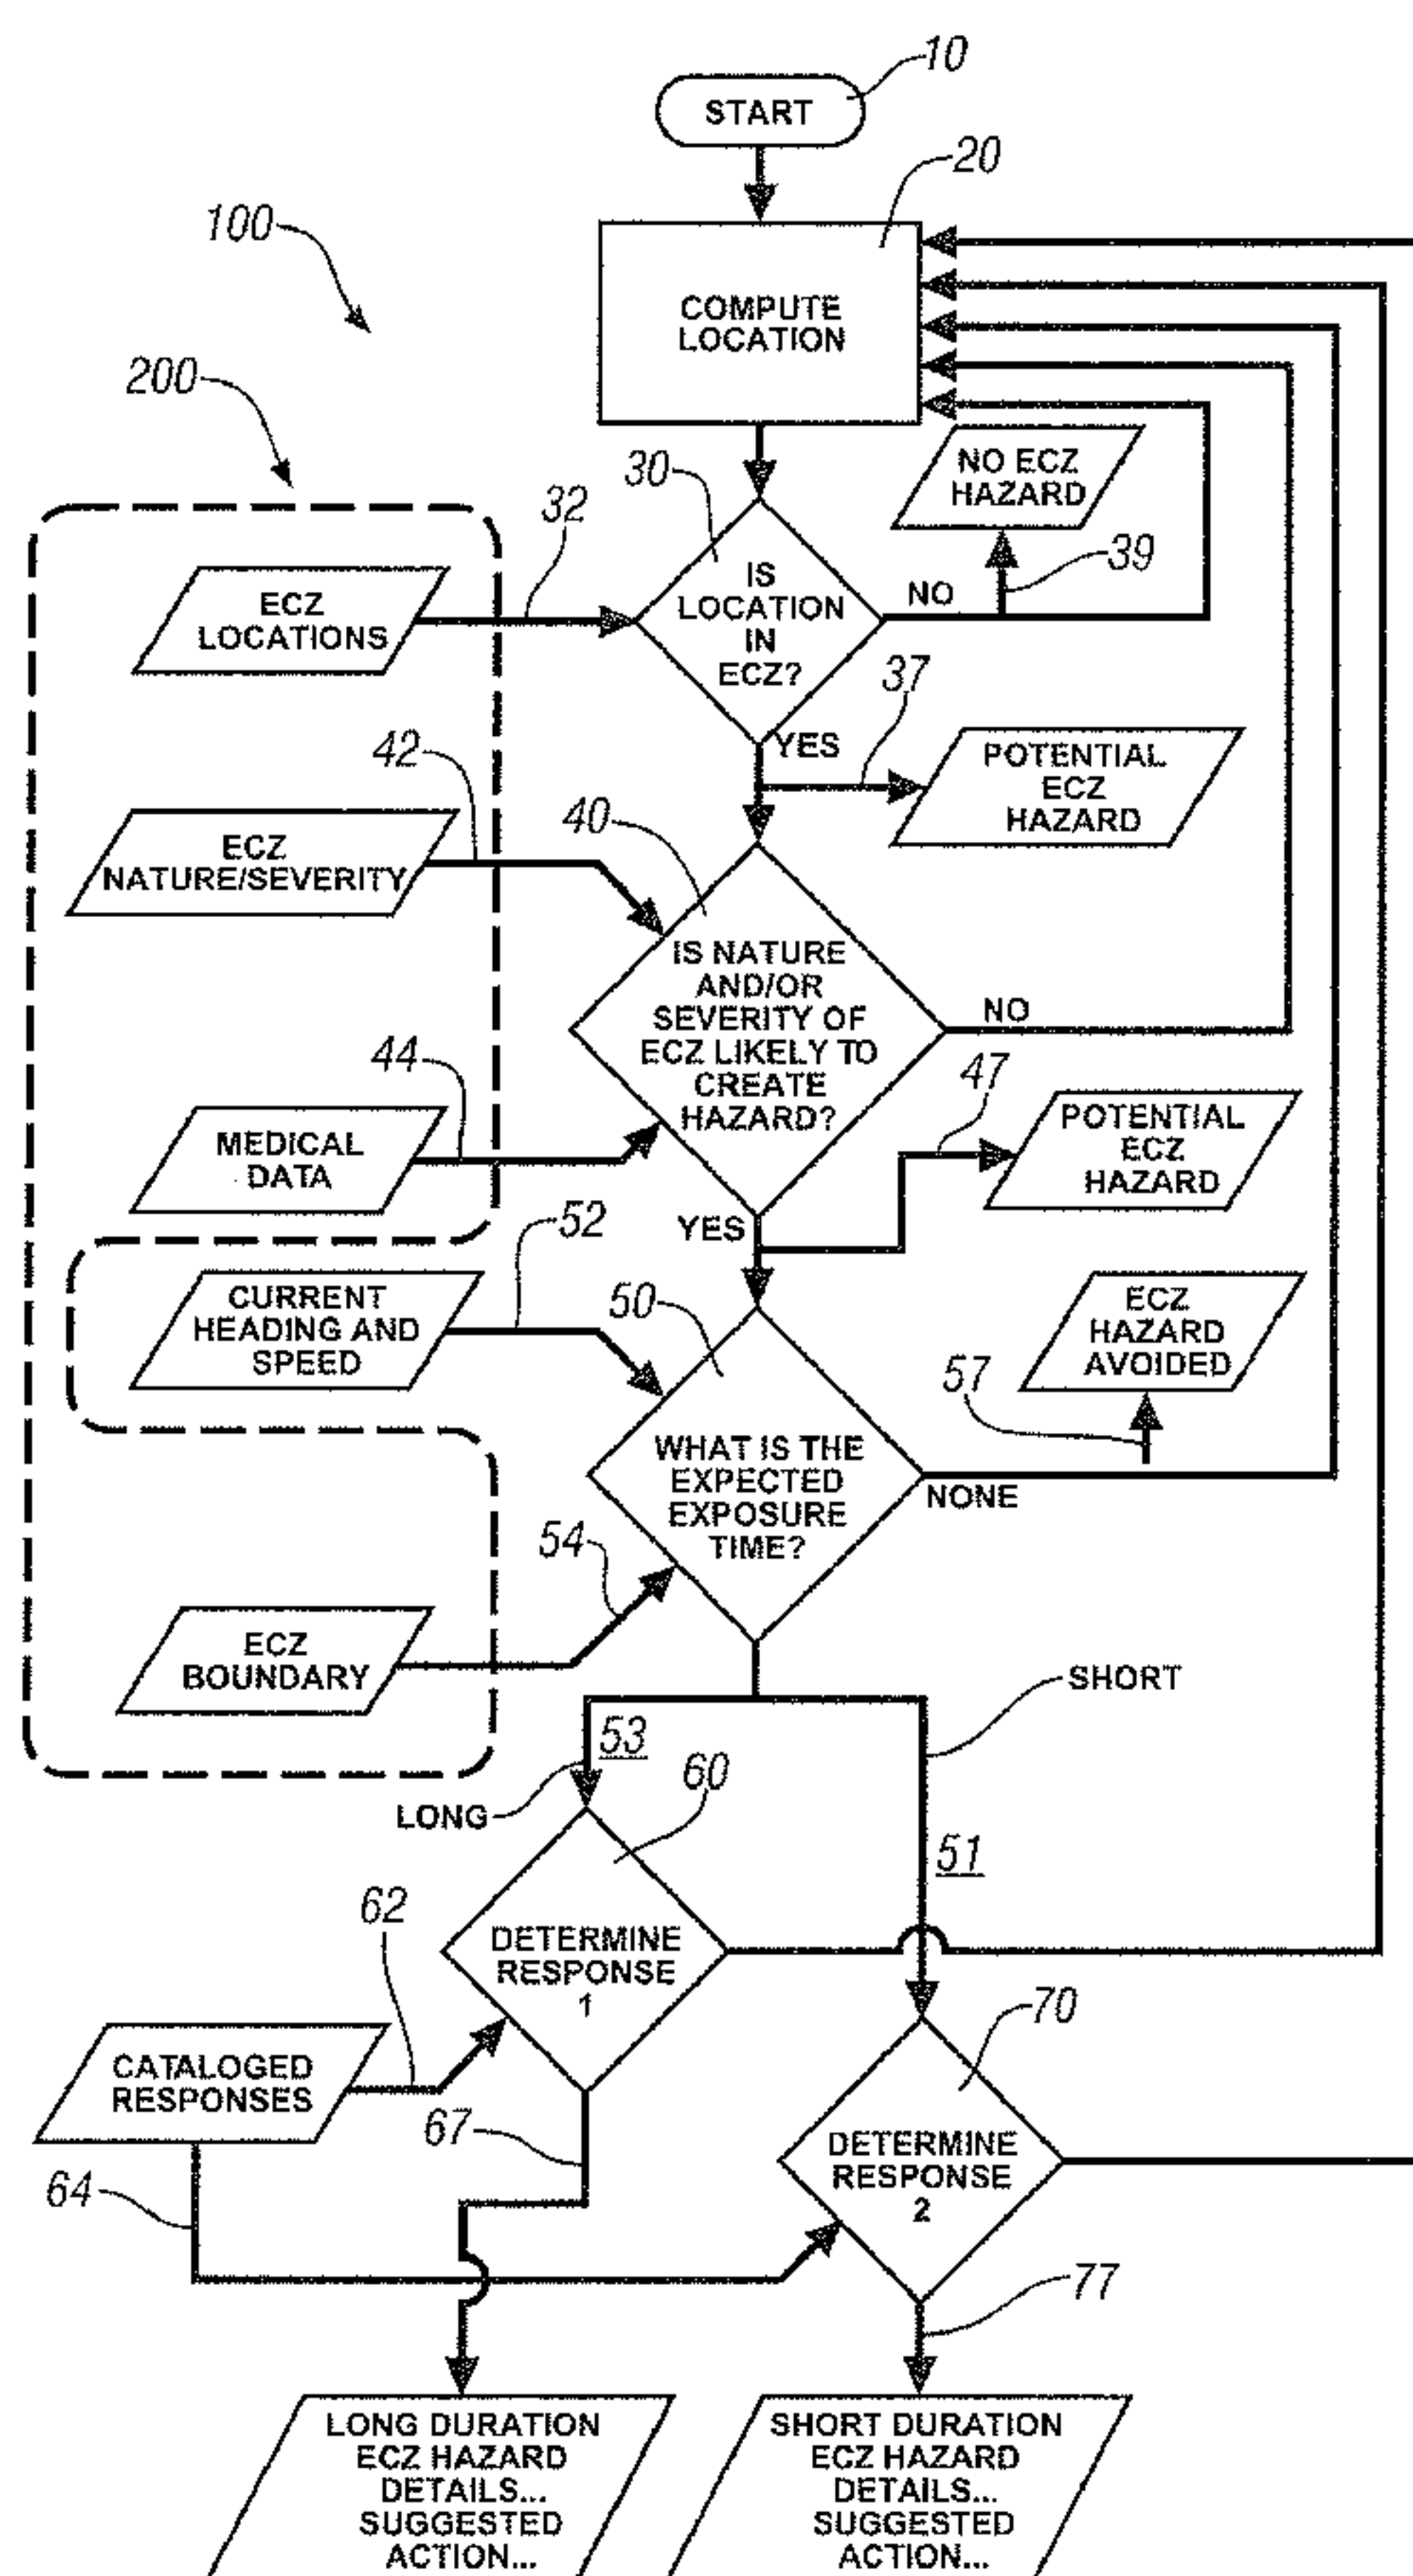 10
START
20
100
COMPUTE
LOCATION
200
30
NO ECZ
HAZARD
32
39
ECZ
LOCATIONS
IS
LOCATION
IN
ECZ?
NO
37
YES
42
POTENTIAL
ECZ
HAZARD
40
ECZ
NATURE/SEVERITY
IS NATURE
AND/OR
SEVERITY OF
ECZ LIKELY TO
CREATE
HAZARD?
NO
44
47
MEDICAL
DATA
POTENTIAL
ECZ
HAZARD
YES
52
50
CURRENT
HEADING AND
SPEED
ECZ
HAZARD
AVOIDED
57
WHAT IS THE
EXPECTED
EXPOSURE
TIME?
NONE
54
ECZ
BOUNDARY
SHORT
53
60
LONG
51
62
DETERMINE
RESPONSE
1
70
CATALOGED
RESPONSES
67
DETERMINE
RESPONSE
2
64
77
LONG DURATION
ECZ HAZARD
DETAILS...
SUGGESTED
ACTION...
SHORT DURATION
ECZ HAZARD
DETAILS...
SUGGESTED
ACTION...